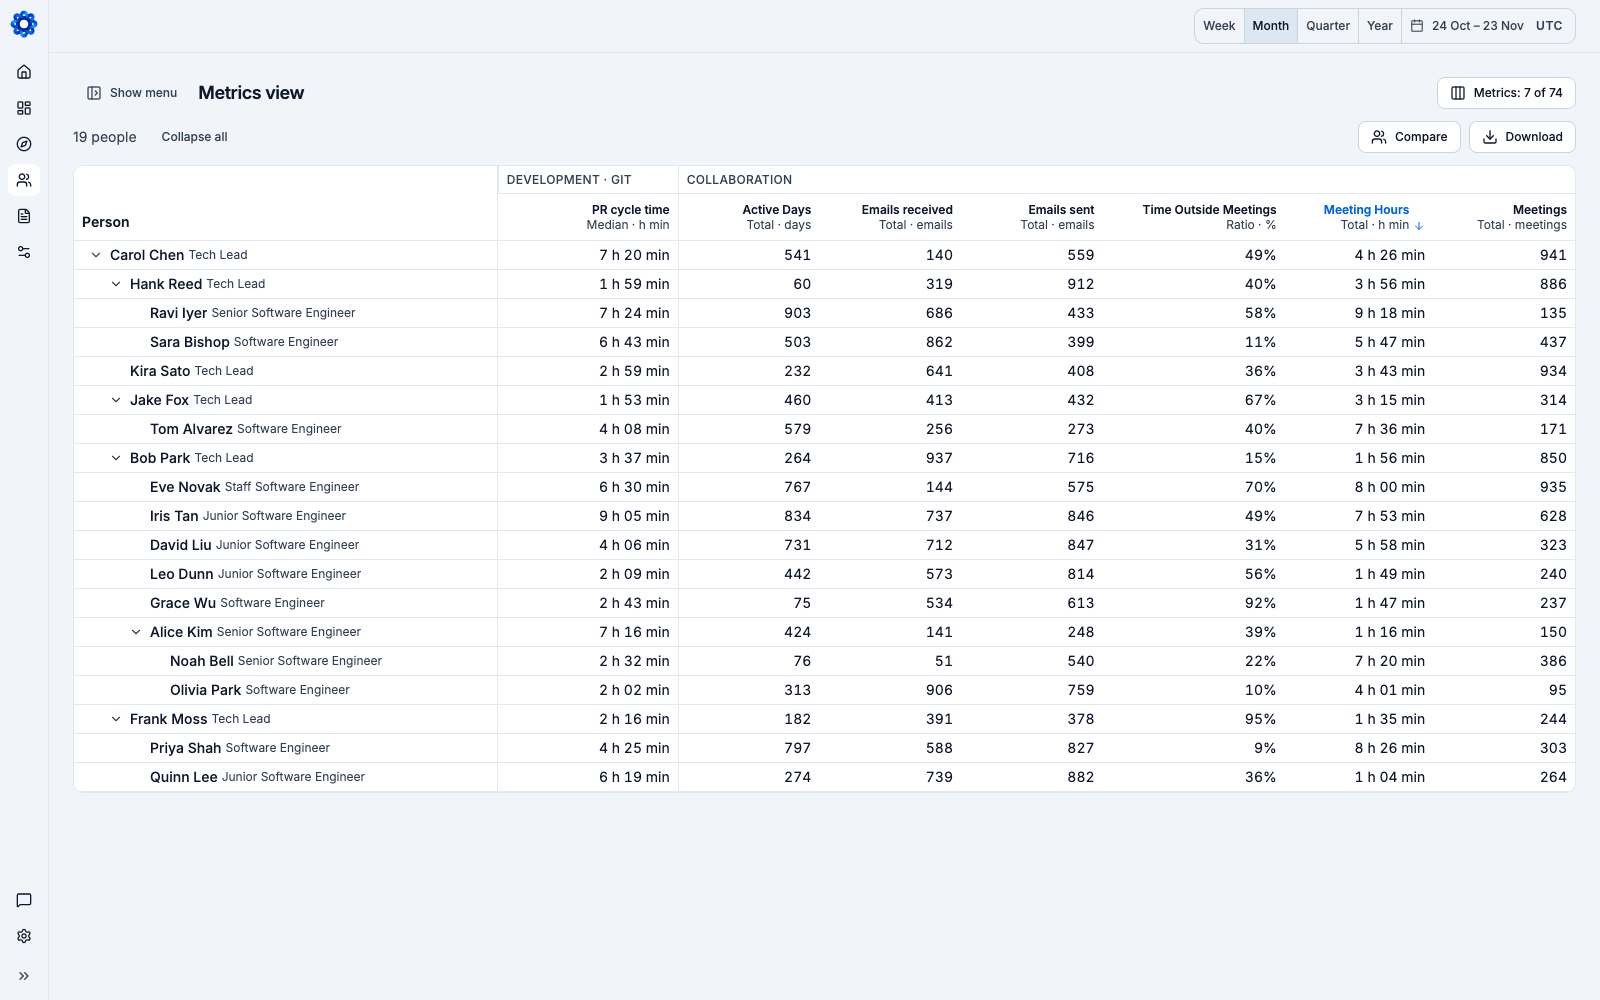 Week Month Quarter Year 24 Oct – 23 Nov UTC
Show menu Metrics view Metrics: 7 of 74
19 people Collapse all Compare Download
DEVELOPMENT · GIT COLLABORATION
Person PR cycle time Active Days Emails received Emails sent Time Outside Meetings Meeting Hours Meetings
Median · h min Total · days Total · emails Total · emails Ratio · % Total · h min Total · meetings
Carol Chen Tech Lead 7 h 20 min 541 140 559 49% 4 h 26 min 941
Hank Reed Tech Lead 1 h 59 min 60 319 912 40% 3 h 56 min 886
Ravi Iyer Senior Software Engineer 7 h 24 min 903 686 433 58% 9 h 18 min 135
Sara Bishop Software Engineer 6 h 43 min 503 862 399 11% 5 h 47 min 437
Kira Sato Tech Lead 2 h 59 min 232 641 408 36% 3 h 43 min 934
Jake Fox Tech Lead 1 h 53 min 460 413 432 67% 3 h 15 min 314
Tom Alvarez Software Engineer 4 h 08 min 579 256 273 40% 7 h 36 min 171
Bob Park Tech Lead 3 h 37 min 264 937 716 15% 1 h 56 min 850
Eve Novak Staff Software Engineer 6 h 30 min 767 144 575 70% 8 h 00 min 935
Iris Tan Junior Software Engineer 9 h 05 min 834 737 846 49% 7 h 53 min 628
David Liu Junior Software Engineer 4 h 06 min 731 712 847 31% 5 h 58 min 323
Leo Dunn Junior Software Engineer 2 h 09 min 442 573 814 56% 1 h 49 min 240
Grace Wu Software Engineer 2 h 43 min 75 534 613 92% 1 h 47 min 237
Alice Kim Senior Software Engineer 7 h 16 min 424 141 248 39% 1 h 16 min 150
Noah Bell Senior Software Engineer 2 h 32 min 76 51 540 22% 7 h 20 min 386
Olivia Park Software Engineer 2 h 02 min 313 906 759 10% 4 h 01 min 95
Frank Moss Tech Lead 2 h 16 min 182 391 378 95% 1 h 35 min 244
Priya Shah Software Engineer 4 h 25 min 797 588 827 9% 8 h 26 min 303
Quinn Lee Junior Software Engineer 6 h 19 min 274 739 882 36% 1 h 04 min 264